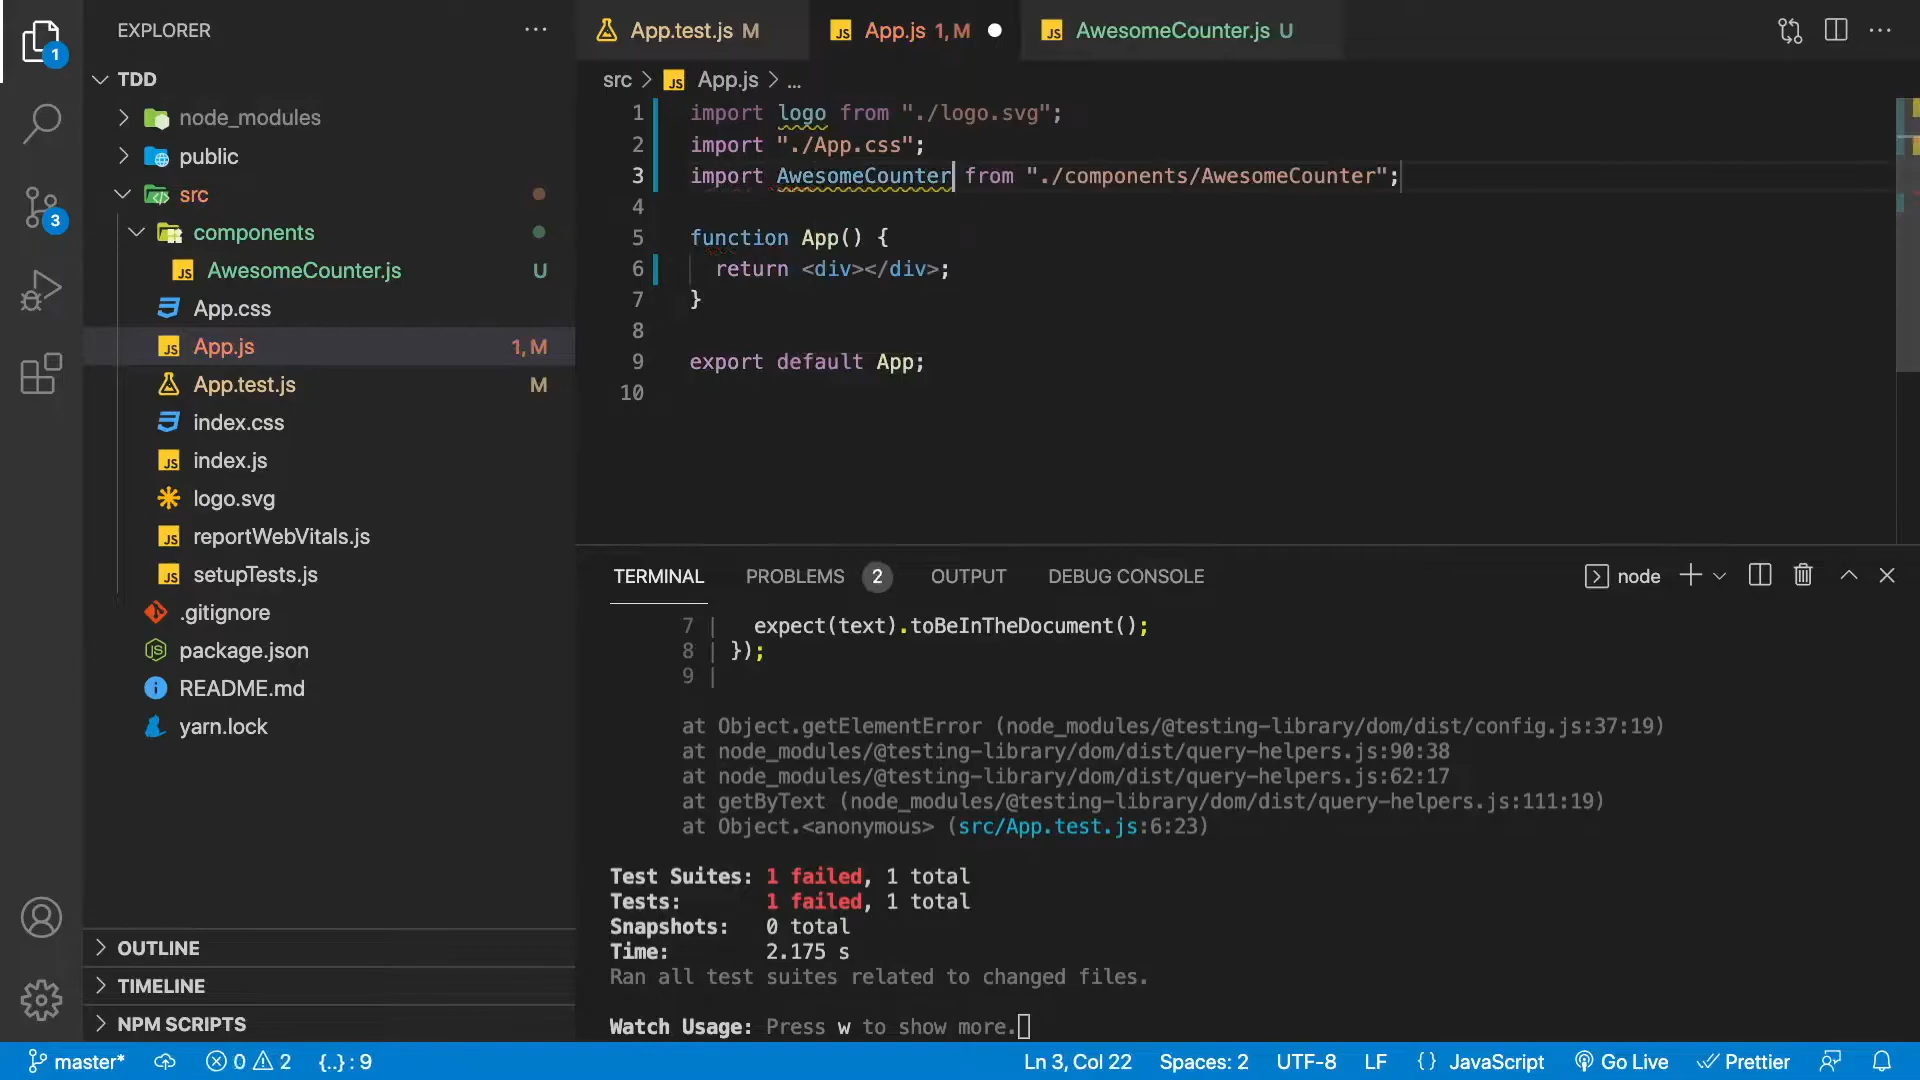 EXPLORER
TDD
node_modules
public
src
components
AwesomeCounter.js U
App.css
App.js 1, M
App.test.js M
index.css
index.js
logo.svg
reportWebVitals.js
setupTests.js
.gitignore
package.json
README.md
yarn.lock
OUTLINE
TIMELINE
NPM SCRIPTS
1
3
App.test.js M
App.js 1, M
AwesomeCounter.js U
src > App.js > ...
1 import logo from "./logo.svg";
2 import "./App.css";
3 import AwesomeCounter from "./components/AwesomeCounter";
4
5 function App() {
6 return <div></div>;
7 }
8
9 export default App;
10
TERMINAL PROBLEMS 2 OUTPUT DEBUG CONSOLE
node
7 | expect(text).toBeInTheDocument();
8 | });
9 |
at Object.getElementError (node_modules/@testing-library/dom/dist/config.js:37:19)
at node_modules/@testing-library/dom/dist/query-helpers.js:90:38
at node_modules/@testing-library/dom/dist/query-helpers.js:62:17
at getByText (node_modules/@testing-library/dom/dist/query-helpers.js:111:19)
at Object.<anonymous> (src/App.test.js:6:23)
Test Suites: 1 failed, 1 total
Tests: 1 failed, 1 total
Snapshots: 0 total
Time: 2.175 s
Ran all test suites related to changed files.
Watch Usage: Press w to show more.
master* 0 2 {..} : 9 Ln 3, Col 22 Spaces: 2 UTF-8 LF {} JavaScript Go Live Prettier